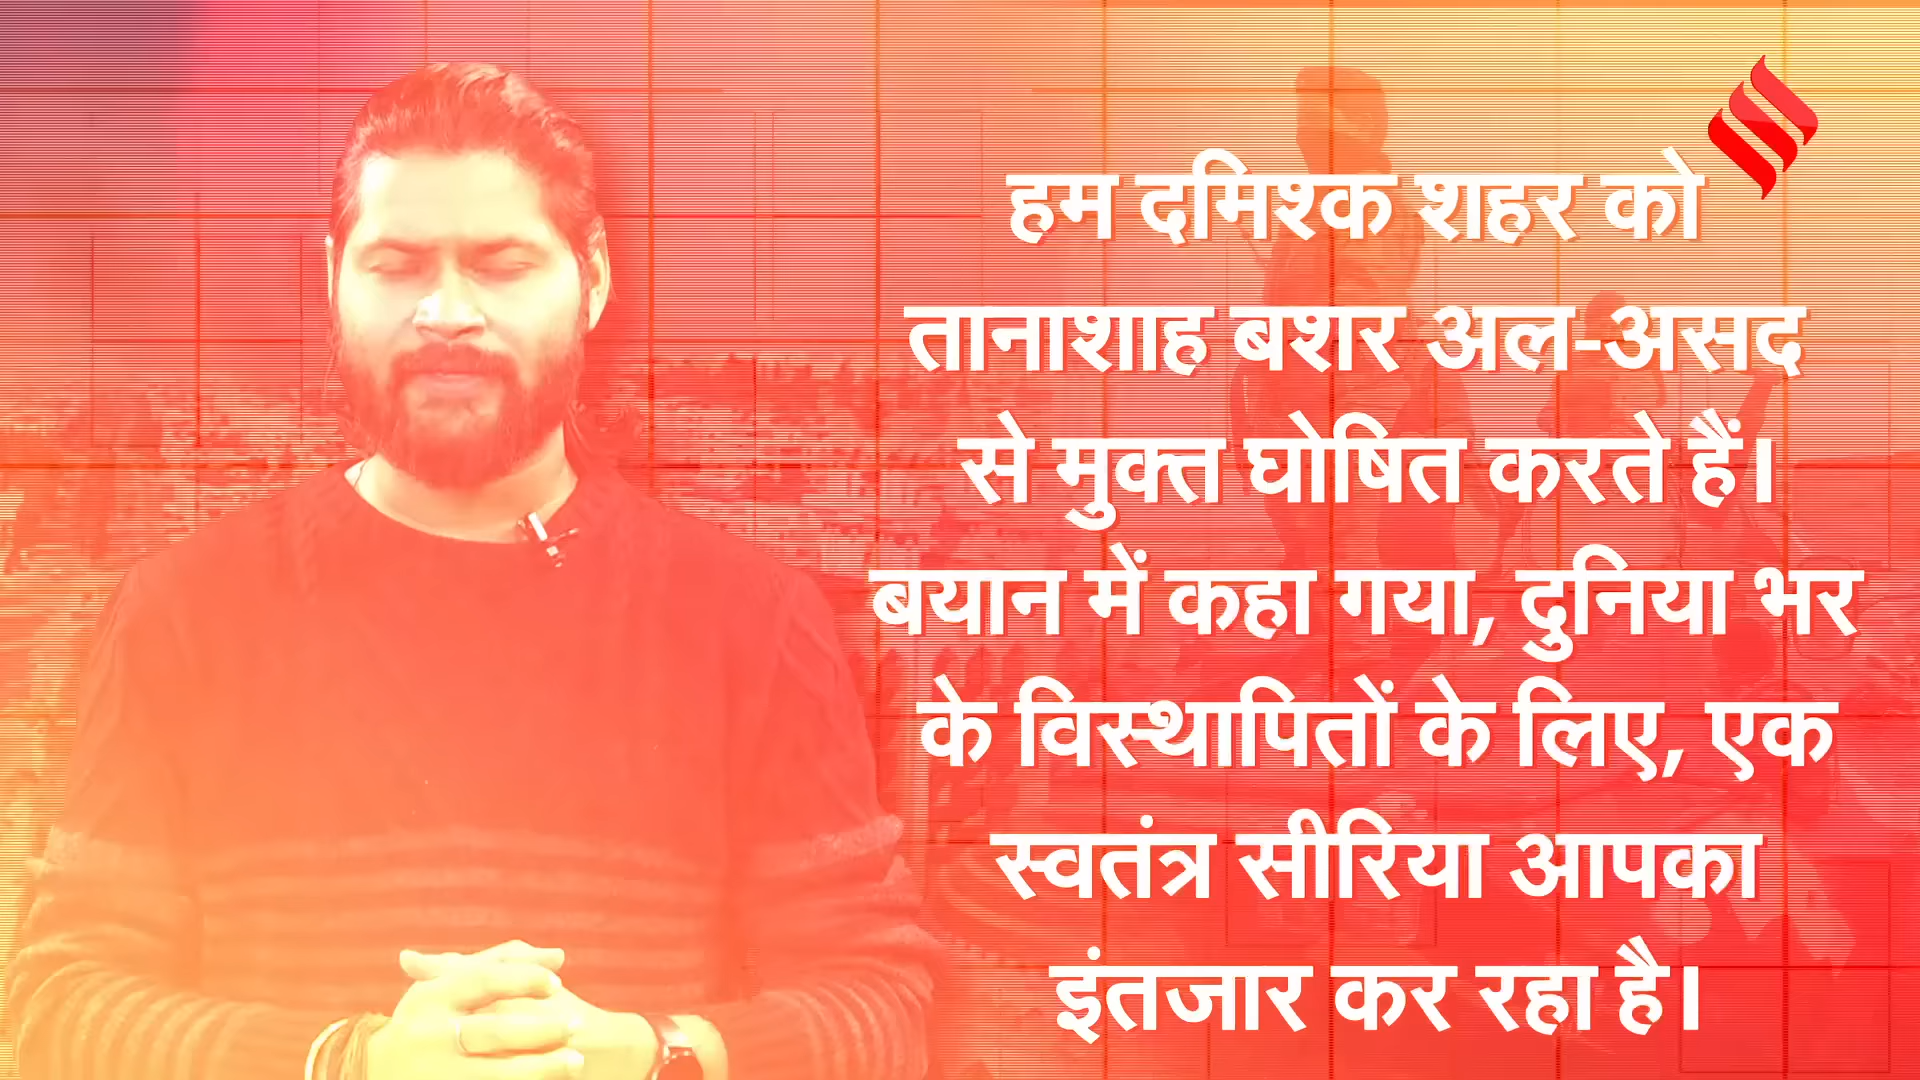 हम दमिश्क शहर को
तानाशाह बशर अल-असद
से मुक्त घोषित करते हैं।
बयान में कहा गया, दुनिया भर
के विस्थापितों के लिए, एक
स्वतंत्र सीरिया आपका
इंतजार कर रहा है।